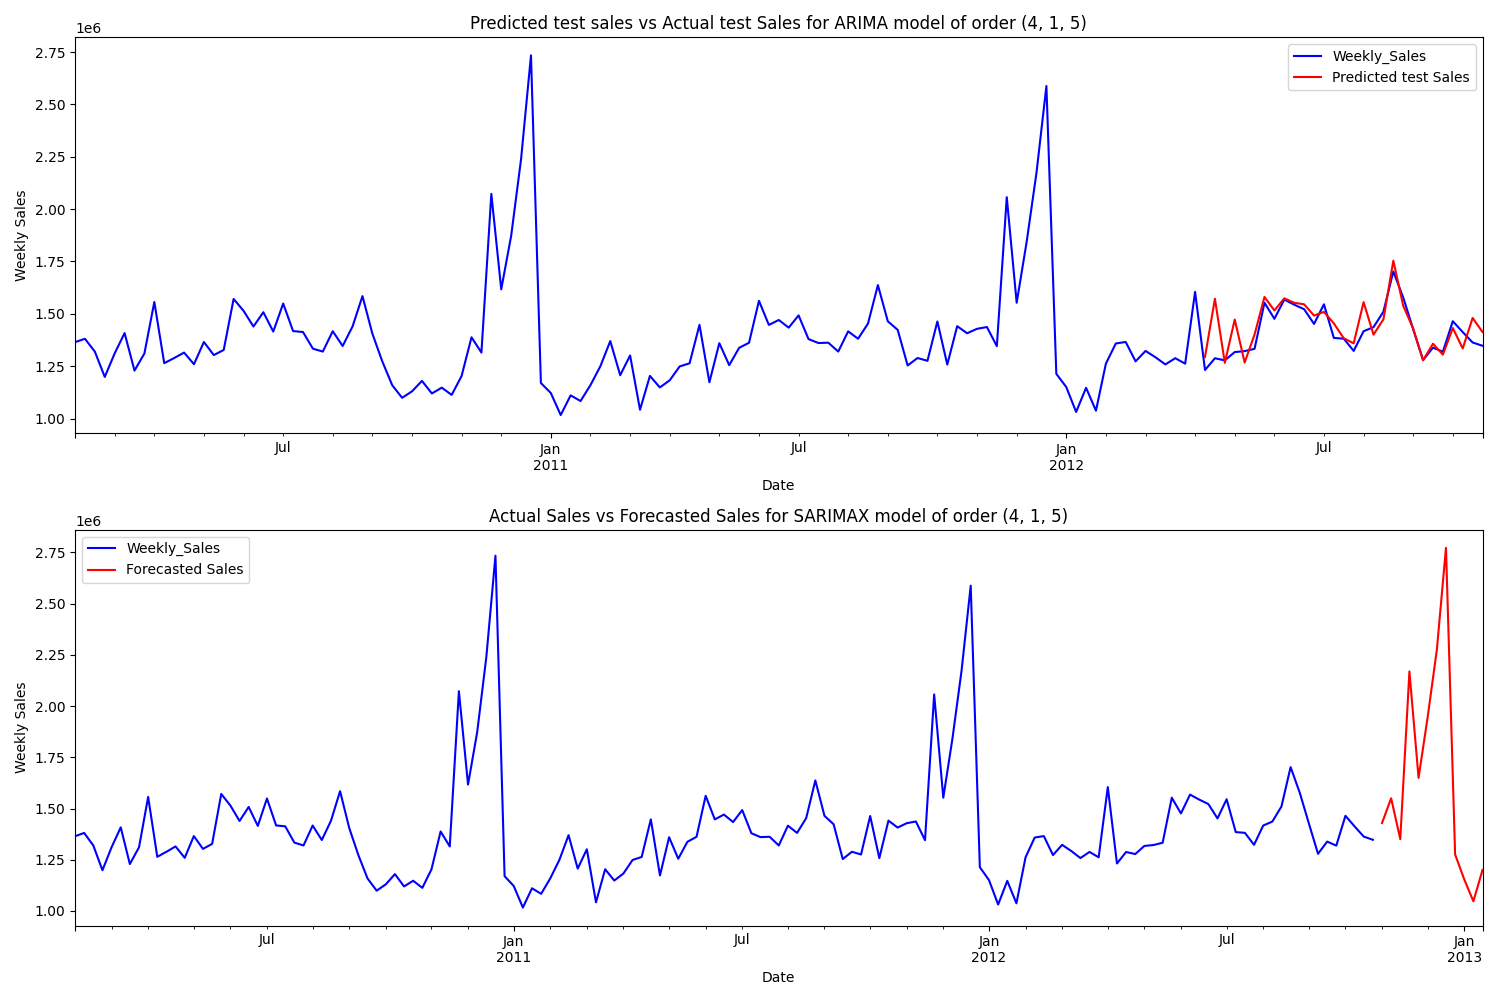 Predicted test sales vs Actual test Sales for ARIMA model of order (4, 1, 5)
1e6
Weekly_Sales
Predicted test Sales
2.75
2.50
2.25
2.00
1.75
1.50
1.25
1.00
Weekly Sales
Jul
Jan
2011
Jul
Jan
2012
Jul
Date
Actual Sales vs Forecasted Sales for SARIMAX model of order (4, 1, 5)
1e6
Weekly_Sales
Forecasted Sales
2.75
2.50
2.25
2.00
1.75
1.50
1.25
1.00
Weekly Sales
Jul
Jan
2011
Jul
Jan
2012
Jul
Jan
2013
Date